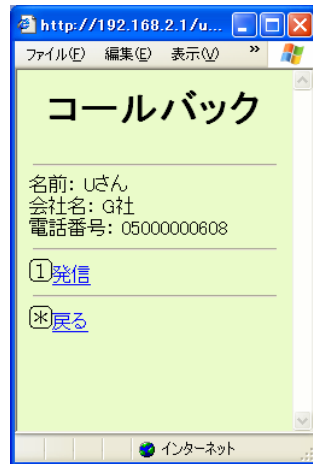 http://192.168.2.1/u...
ファイル(F) 編集(E) 表示(V) »
コールバック
名前: Uさん
会社名: G社
電話番号: 05000000608
1発信
*戻る
インターネット